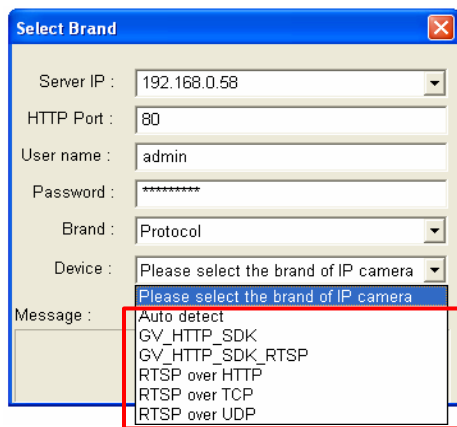 Select Brand
Server IP : 192.168.0.58
HTTP Port : 80
User name : admin
Password : *********
Brand : Protocol
Device : Please select the brand of IP camera
Please select the brand of IP camera
Message :
Auto detect
GV_HTTP_SDK
GV_HTTP_SDK_RTSP
RTSP over HTTP
RTSP over TCP
RTSP over UDP